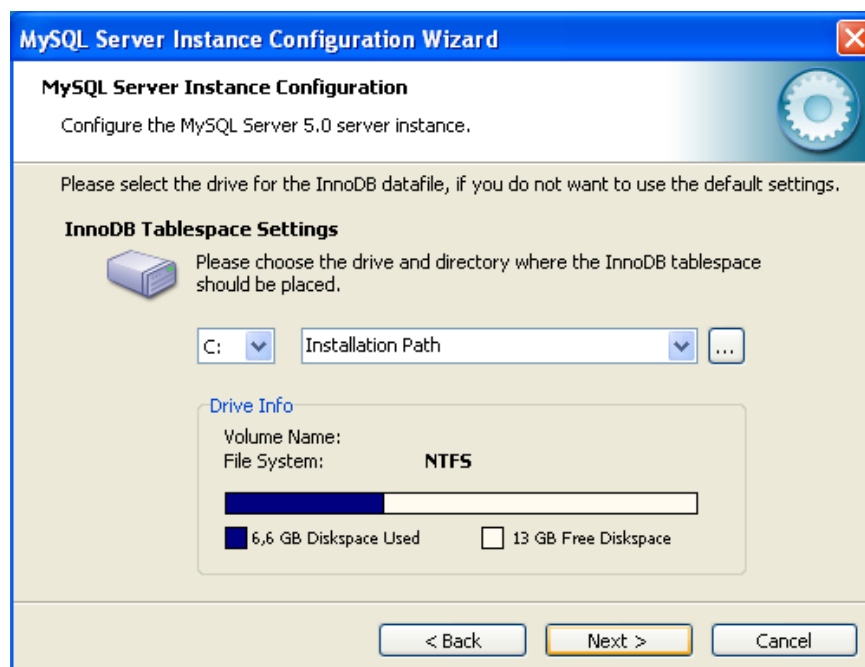 MySQL Server Instance Configuration Wizard
MySQL Server Instance Configuration
Configure the MySQL Server 5.0 server instance.
Please select the drive for the InnoDB datafile, if you do not want to use the default settings.
InnoDB Tablespace Settings
Please choose the drive and directory where the InnoDB tablespace
should be placed.
C: Installation Path ...
Drive Info
Volume Name:
File System: NTFS
6,6 GB Diskspace Used 13 GB Free Diskspace
< Back Next > Cancel